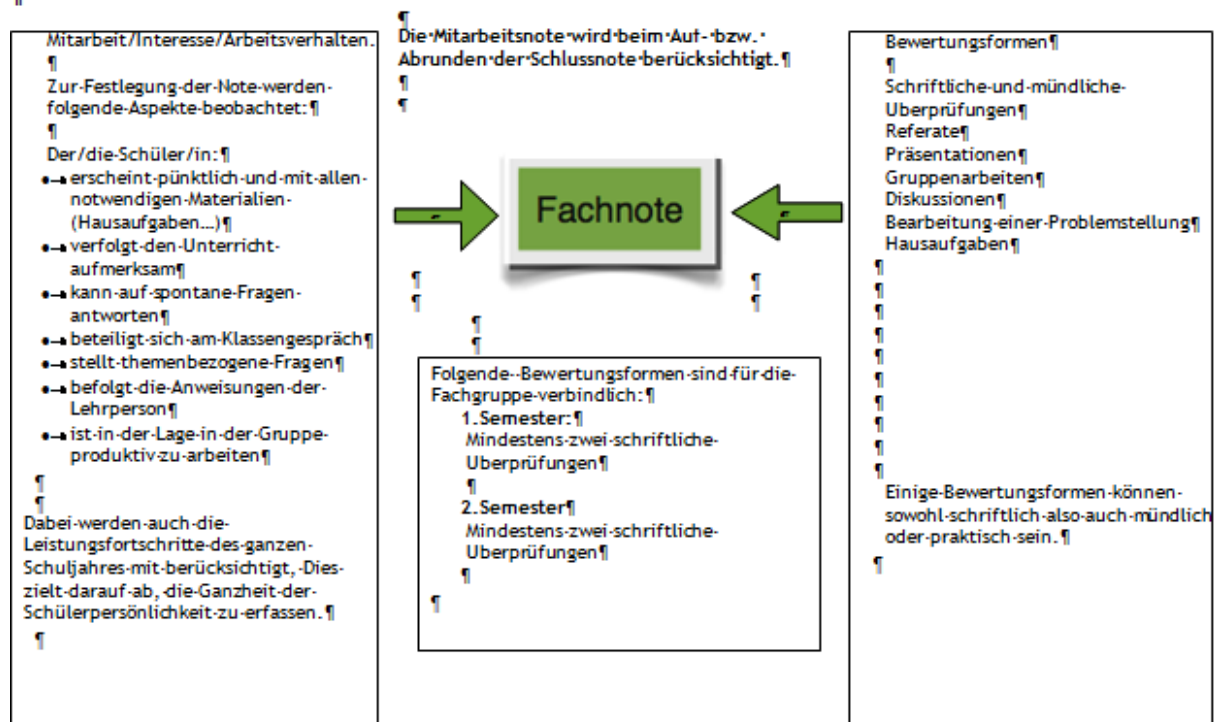 Mitarbeit/Interesse/Arbeitsverhalten.
¶
Zur·Festlegung·der·Note·werden·
folgende·Aspekte·beobachtet:¶
¶
Der/die·Schüler/in:¶
•→erscheint·pünktlich·und·mit·allen·
notwendigen·Materialien·
(Hausaufgaben…)¶
•→verfolgt·den·Unterricht·
aufmerksam¶
•→kann·auf·spontane·Fragen·
antworten¶
•→beteiligt·sich·am·Klassengespräch¶
•→stellt·themenbezogene·Fragen¶
•→befolgt·die·Anweisungen·der·
Lehrperson¶
•→ist·in·der·Lage·in·der·Gruppe·
produktiv·zu·arbeiten¶
¶
¶
Dabei·werden·auch·die·
Leistungsfortschritte·des·ganzen·
Schuljahres·mit·berücksichtigt,·Dies·
zielt·darauf·ab,·die·Ganzheit·der·
Schülerpersönlichkeit·zu·erfassen.¶
¶
¶
Die·Mitarbeitsnote·wird·beim·Auf-·bzw.·
Abrunden·der·Schlussnote·berücksichtigt.¶
¶
¶
Fachnote
¶ ¶
¶ ¶
¶
¶
Folgende··Bewertungsformen·sind·für·die·
Fachgruppe·verbindlich:¶
1.Semester:¶
Mindestens·zwei·schriftliche·
Überprüfungen¶
¶
2.Semester¶
Mindestens·zwei·schriftliche·
Überprüfungen¶
¶
¶
Bewertungsformen¶
¶
Schriftliche·und·mündliche·
Überprüfungen¶
Referate¶
Präsentationen¶
Gruppenarbeiten¶
Diskussionen¶
Bearbeitung·einer·Problemstellung¶
Hausaufgaben¶
¶
¶
¶
¶
¶
¶
¶
¶
¶
¶
Einige·Bewertungsformen·können·
sowohl·schriftlich·also·auch·mündlich
oder·praktisch·sein.¶
¶